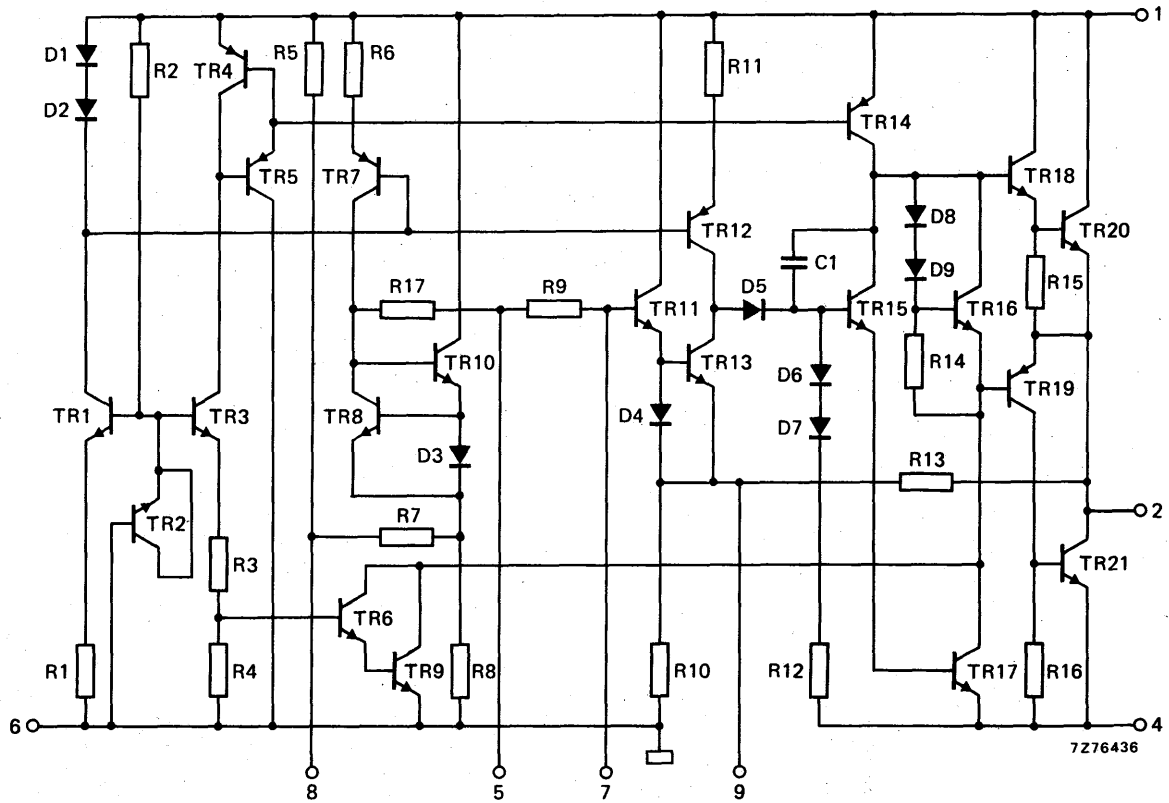 1
D1
R2
TR4
R5
R6
R11
D2
TR14
TR5
TR7
TR18
D8
TR12
TR20
C1
D9
R15
R17
R9
D5
TR11
TR15
TR16
TR10
TR13
R14
TR1
TR3
TR8
D4
D6
TR19
D3
D7
R13
TR2
R7
2
R3
TR21
TR6
R1
R4
TR9
R8
R10
R12
TR17
R16
6
4
7Z76436
8
5
7
9